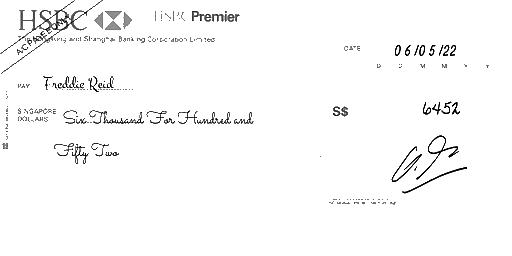 HSBC HSBC Premier
The Hongkong and Shanghai Banking Corporation Limited
A/C PAYEE ONLY
DATE 06/05/22
D D M M Y Y
PAY Freddie Reid
SINGAPORE
DOLLARS Six Thousand For Hundred and
S$ 6452
Fifty Two